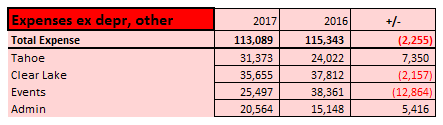 Expenses ex depr, other 2017 2016 +/-
Total Expense 113,089 115,343 (2,255)
Tahoe 31,373 24,022 7,350
Clear Lake 35,655 37,812 (2,157)
Events 25,497 38,361 (12,864)
Admin 20,564 15,148 5,416